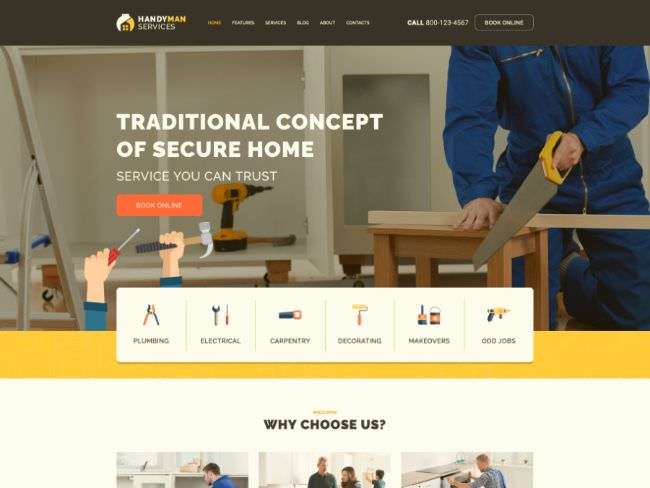 HANDYMAN
SERVICES
HOME FEATURES SERVICES BLOG ABOUT CONTACTS
CALL 800-123-4567
BOOK ONLINE
TRADITIONAL CONCEPT
OF SECURE HOME
SERVICE YOU CAN TRUST
BOOK ONLINE
PLUMBING ELECTRICAL CARPENTRY DECORATING MAKEOVERS ODD JOBS
WELCOME
WHY CHOOSE US?